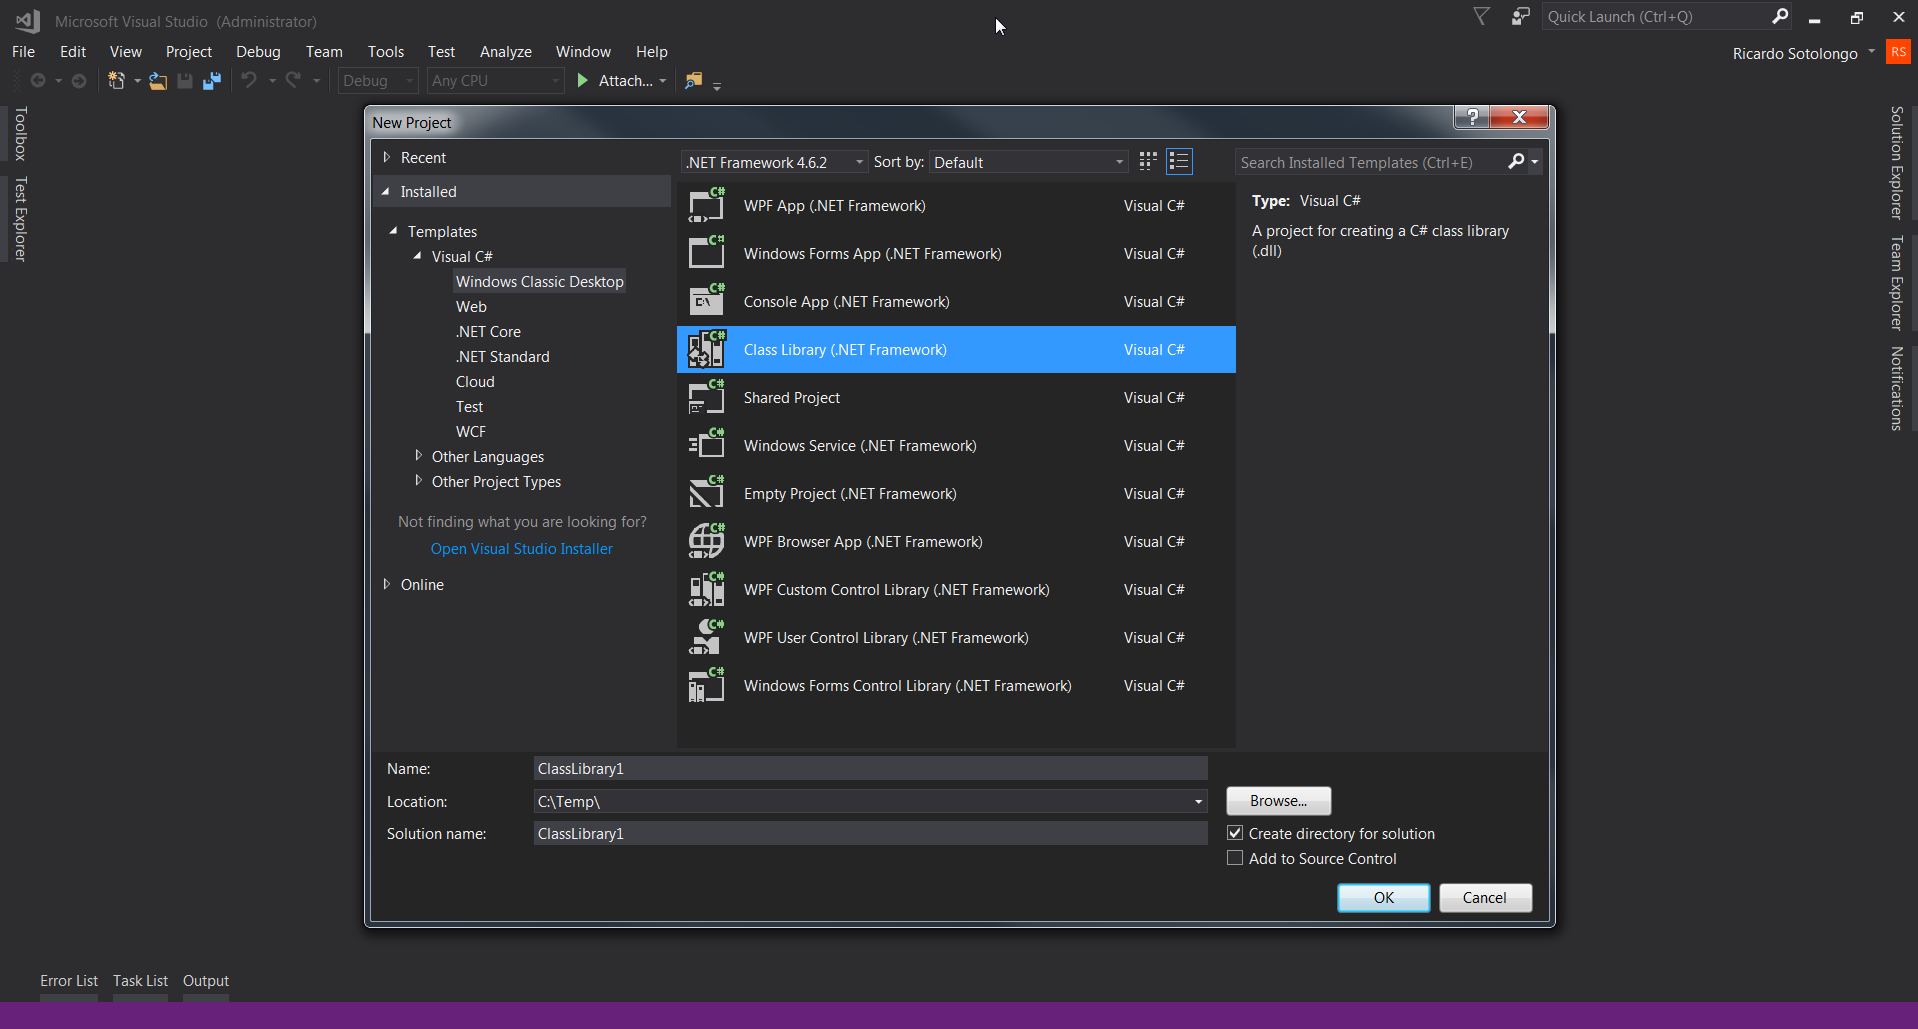 Microsoft Visual Studio (Administrator)
Quick Launch (Ctrl+Q)
File Edit View Project Debug Team Tools Test Analyze Window Help
Ricardo Sotolongo RS
Debug Any CPU Attach...
Toolbox
Test Explorer
New Project
?
Recent
Installed
Templates
Visual C#
Windows Classic Desktop
Web
.NET Core
.NET Standard
Cloud
Test
WCF
Other Languages
Other Project Types
Not finding what you are looking for?
Open Visual Studio Installer
Online
.NET Framework 4.6.2 Sort by: Default
Search Installed Templates (Ctrl+E)
C# WPF App (.NET Framework) Visual C#
C# Windows Forms App (.NET Framework) Visual C#
C# C:\ Console App (.NET Framework) Visual C#
C# Class Library (.NET Framework) Visual C#
C# Shared Project Visual C#
C# Windows Service (.NET Framework) Visual C#
C# Empty Project (.NET Framework) Visual C#
C# WPF Browser App (.NET Framework) Visual C#
C# WPF Custom Control Library (.NET Framework) Visual C#
C# WPF User Control Library (.NET Framework) Visual C#
C# Windows Forms Control Library (.NET Framework) Visual C#
Type: Visual C#
A project for creating a C# class library
(.dll)
Name: ClassLibrary1
Location: C:\Temp\
Browse...
Solution name: ClassLibrary1
Create directory for solution
Add to Source Control
OK Cancel
Solution Explorer
Team Explorer
Notifications
Error List Task List Output